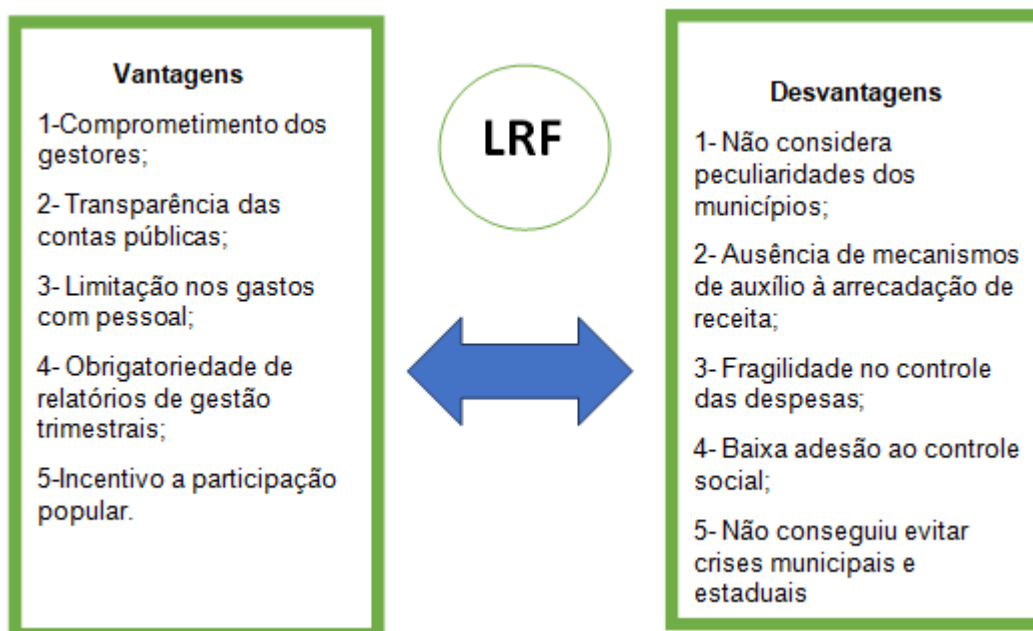 Vantagens
1-Comprometimento dos
gestores;
2- Transparência das
contas públicas;
3- Limitação nos gastos
com pessoal;
4- Obrigatoriedade de
relatórios de gestão
trimestrais;
5-Incentivo a participação
popular.
LRF
Desvantagens
1- Não considera
peculiaridades dos
municípios;
2- Ausência de mecanismos
de auxílio à arrecadação de
receita;
3- Fragilidade no controle
das despesas;
4- Baixa adesão ao controle
social;
5- Não conseguiu evitar
crises municipais e
estaduais